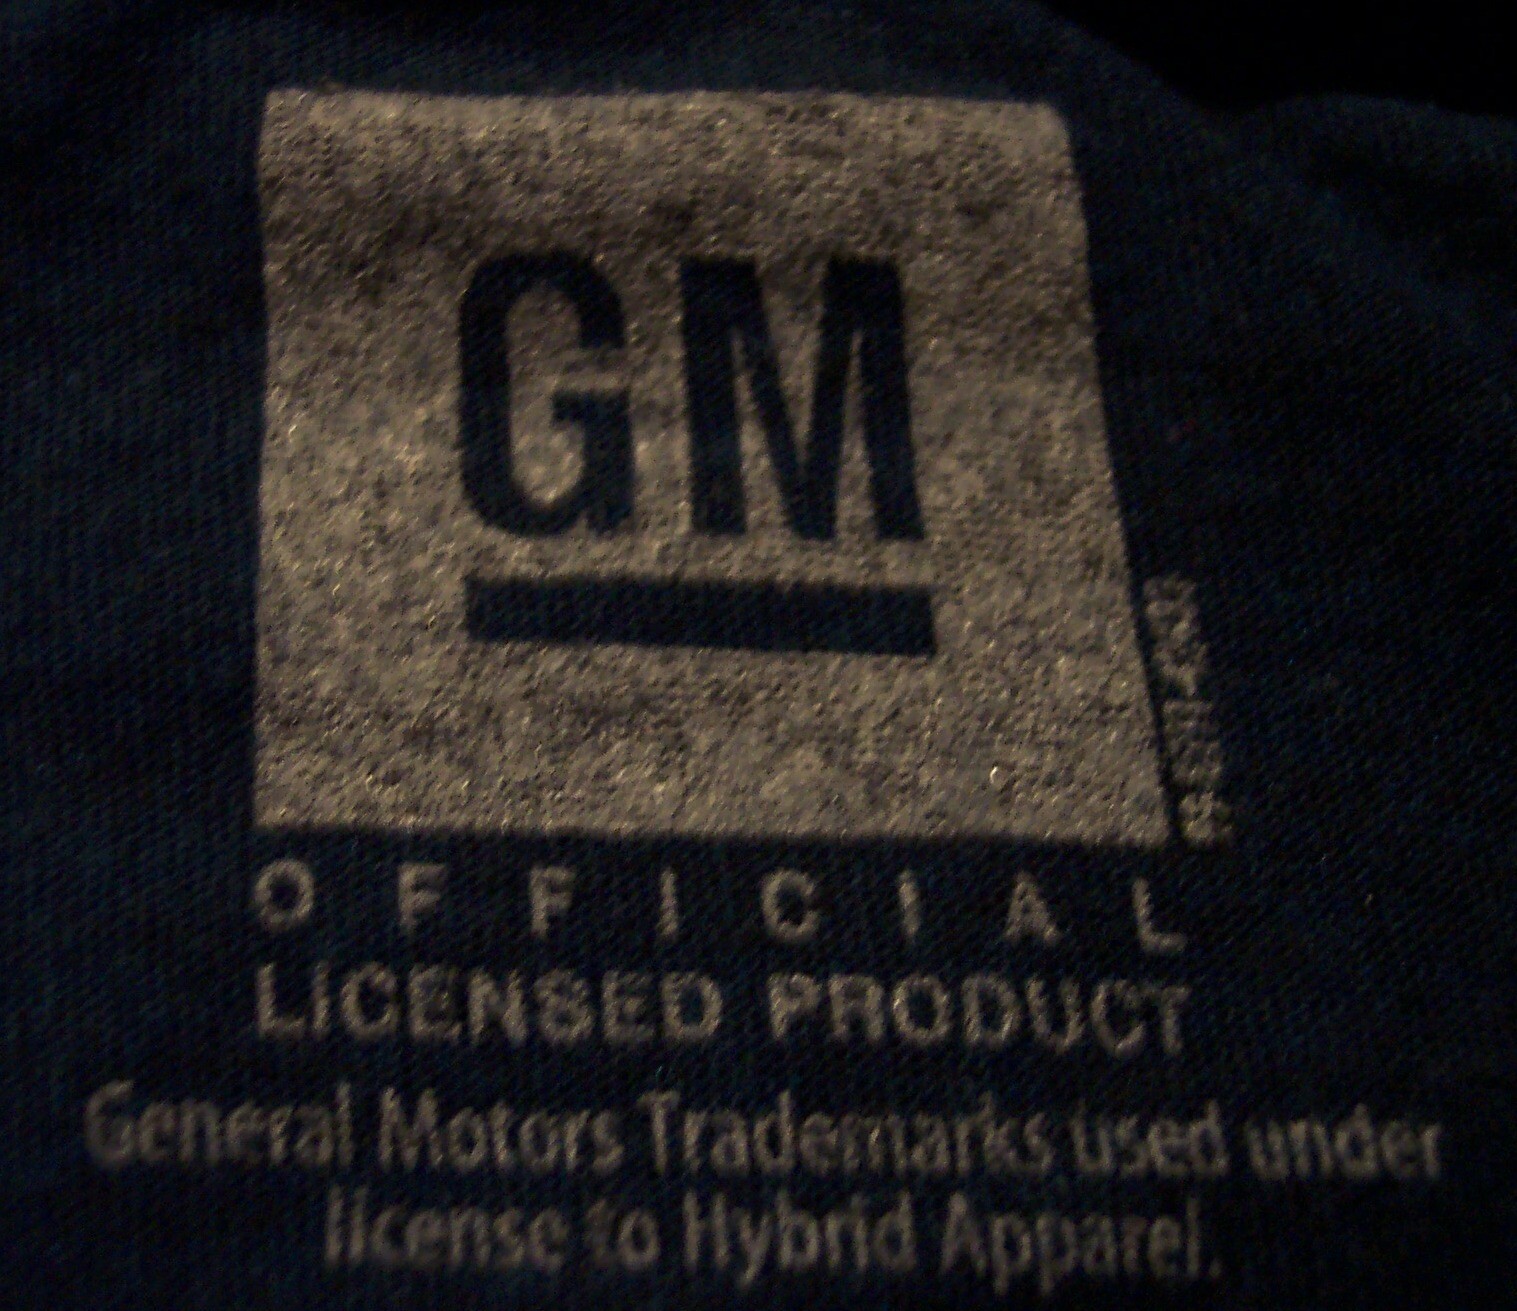 GM
OFFICIAL
LICENSED PRODUCT
General Motors Trademarks used under
license to Hybrid Apparel.